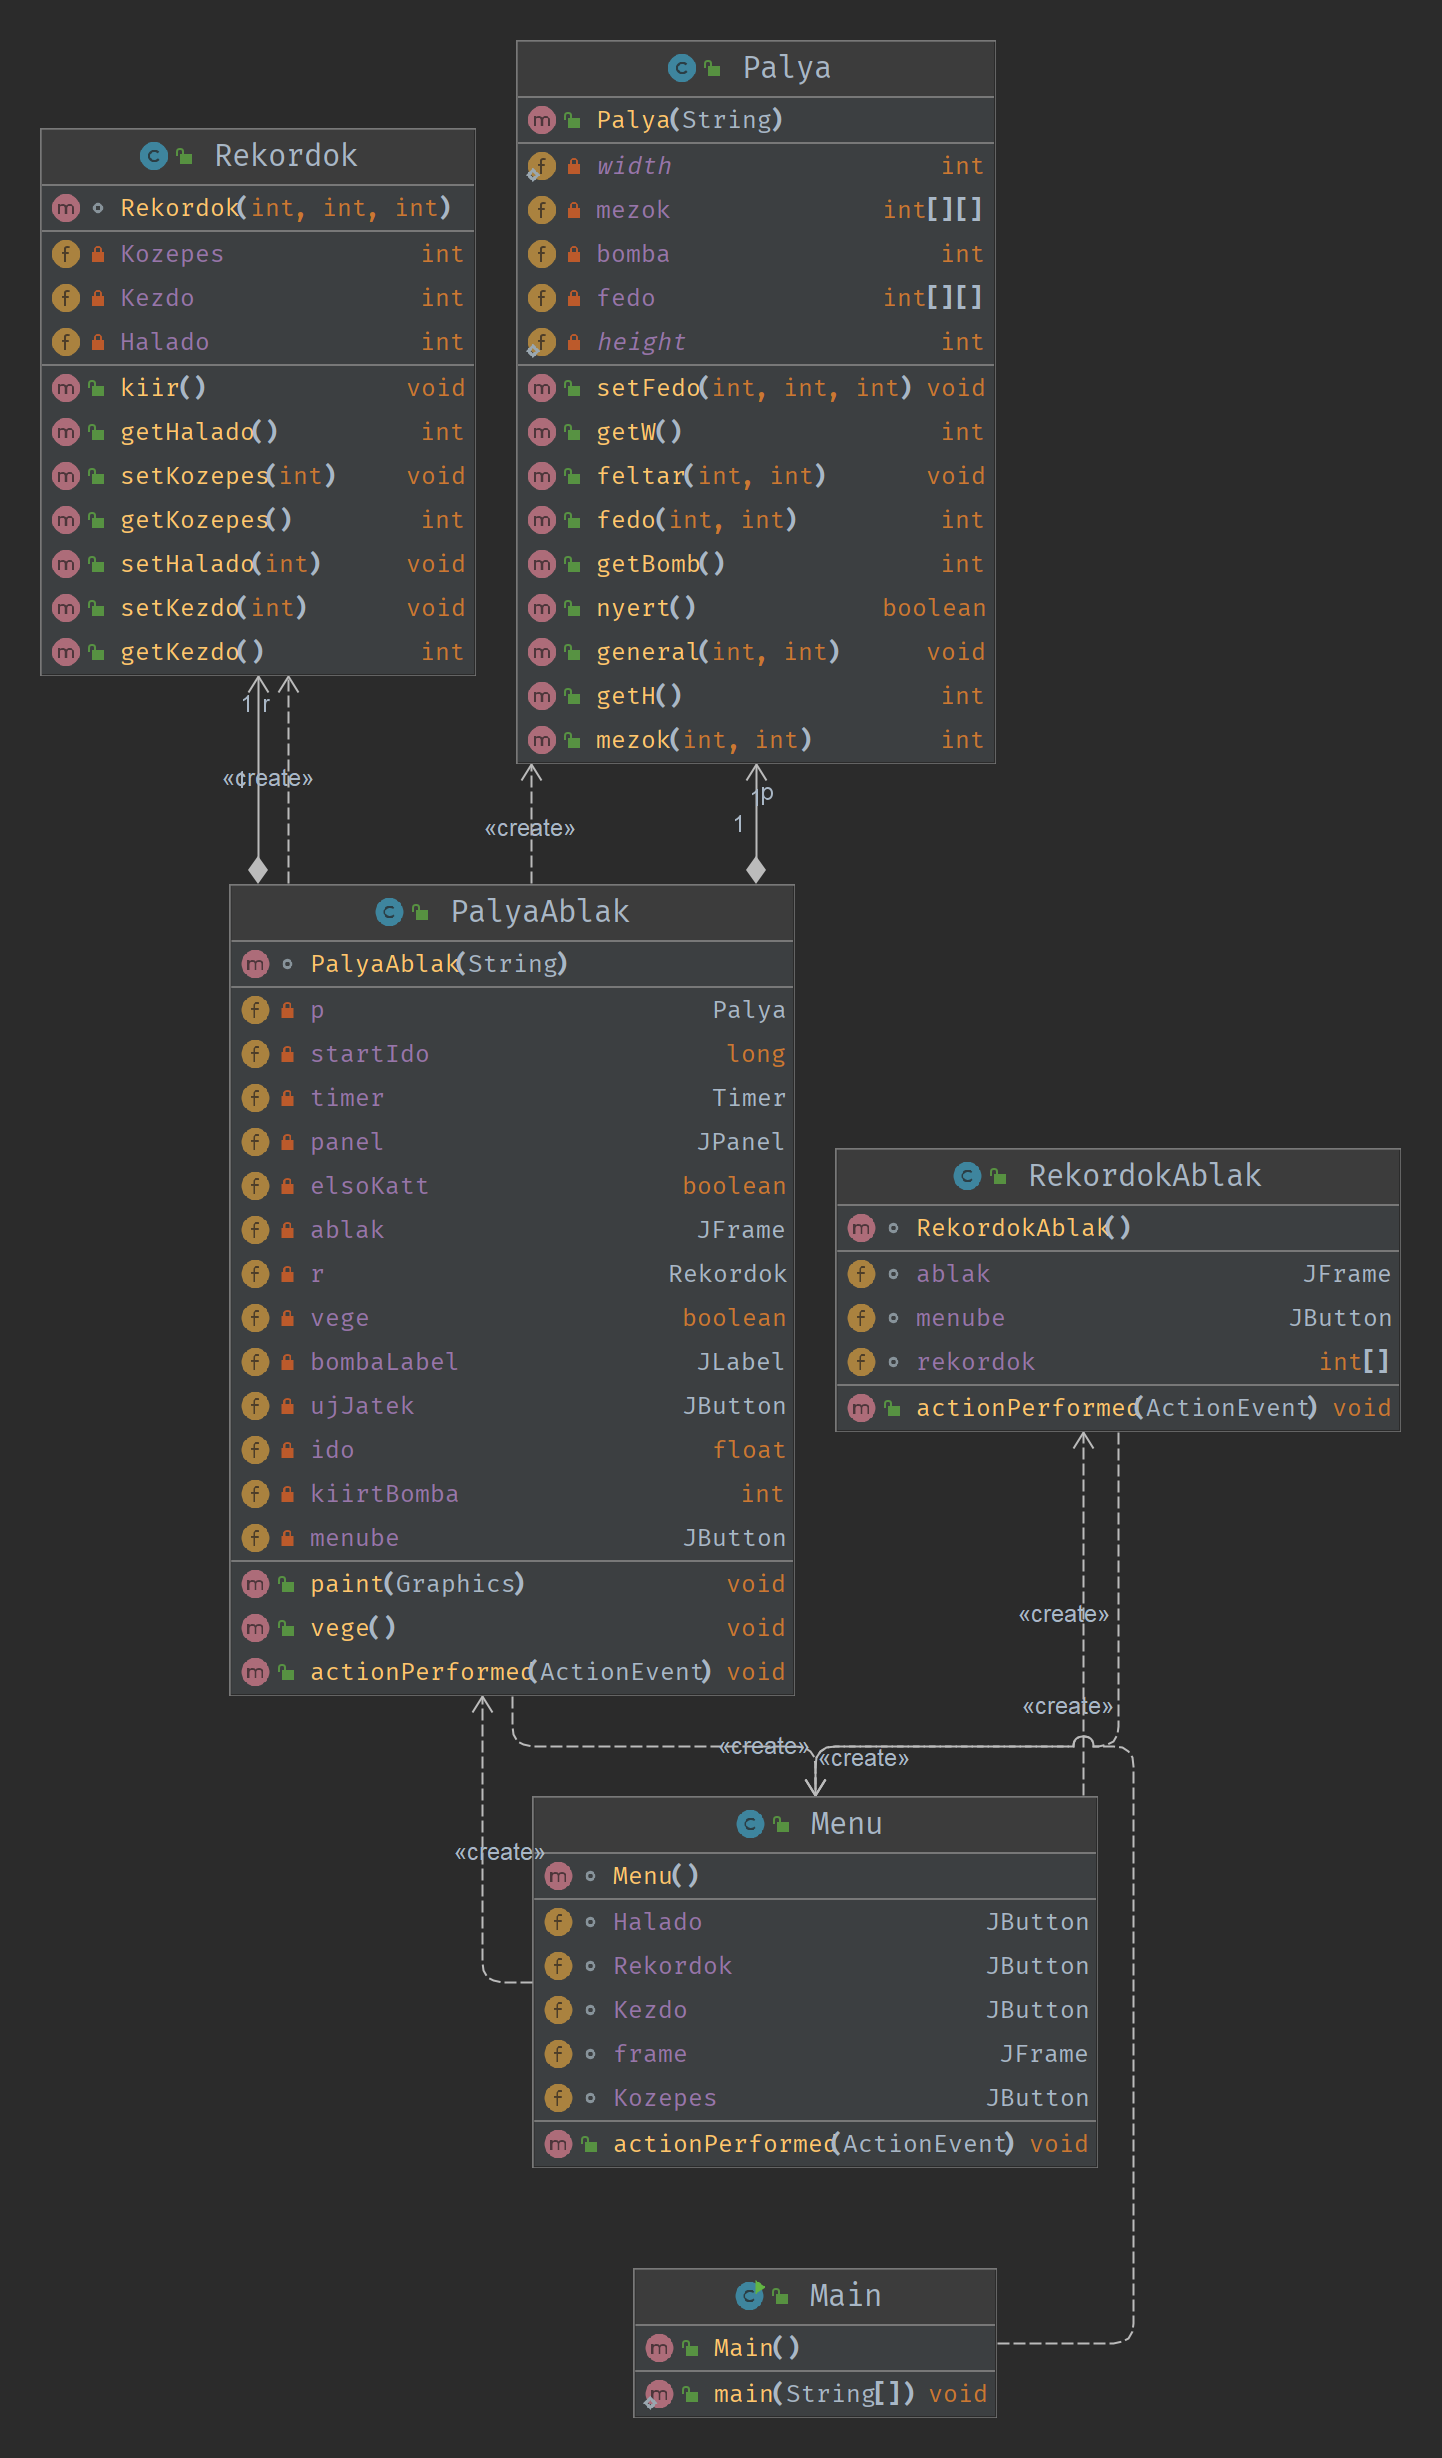 Palya
Palya(String)
width int
mezok int[][]
bomba int
fedo int[][]
height int
setFedo(int, int, int) void
getW() int
feltar(int, int) void
fedo(int, int) int
getBomb() int
nyert() boolean
general(int, int) void
getH() int
mezok(int, int) int
Rekordok
Rekordok(int, int, int)
Kozepes int
Kezdo int
Halado int
kiir() void
getHalado() int
setKozepes(int) void
getKozepes() int
setHalado(int) void
setKezdo(int) void
getKezdo() int
1 r
1
«create»
«create»
1 p
1
PalyaAblak
PalyaAblak(String)
p Palya
startIdo long
timer Timer
panel JPanel
elsoKatt boolean
ablak JFrame
r Rekordok
vege boolean
bombaLabel JLabel
ujJatek JButton
ido float
kiirtBomba int
menube JButton
paint(Graphics) void
vege() void
actionPerformed(ActionEvent) void
RekordokAblak
RekordokAblak()
ablak JFrame
menube JButton
rekordok int[]
actionPerformed(ActionEvent) void
«create»
«create»
«create»
«create»
«create»
Menu
Menu()
Halado JButton
Rekordok JButton
Kezdo JButton
frame JFrame
Kozepes JButton
actionPerformed(ActionEvent) void
Main
Main()
main(String[]) void